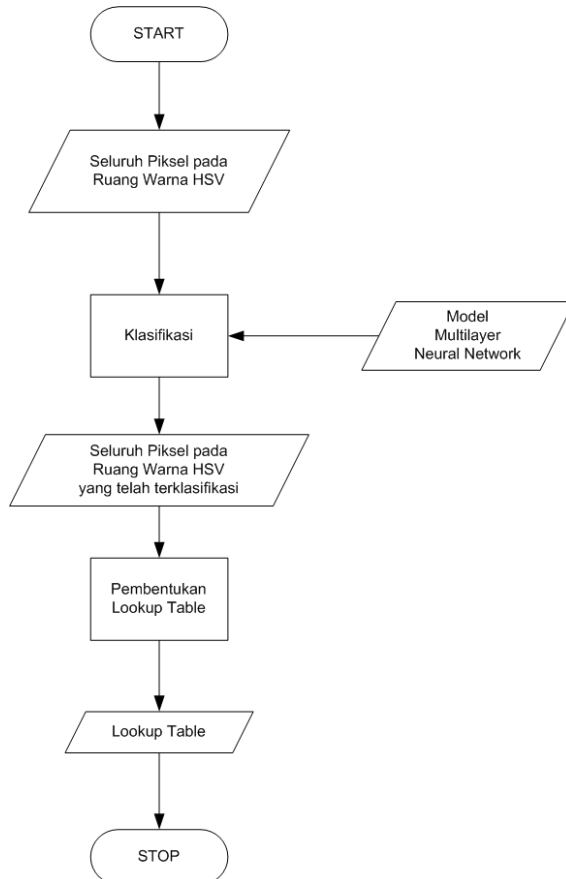 START
Seluruh Piksel pada
Ruang Warna HSV
Klasifikasi
Model
Multilayer
Neural Network
Seluruh Piksel pada
Ruang Warna HSV
yang telah terklasifikasi
Pembentukan
Lookup Table
Lookup Table
STOP